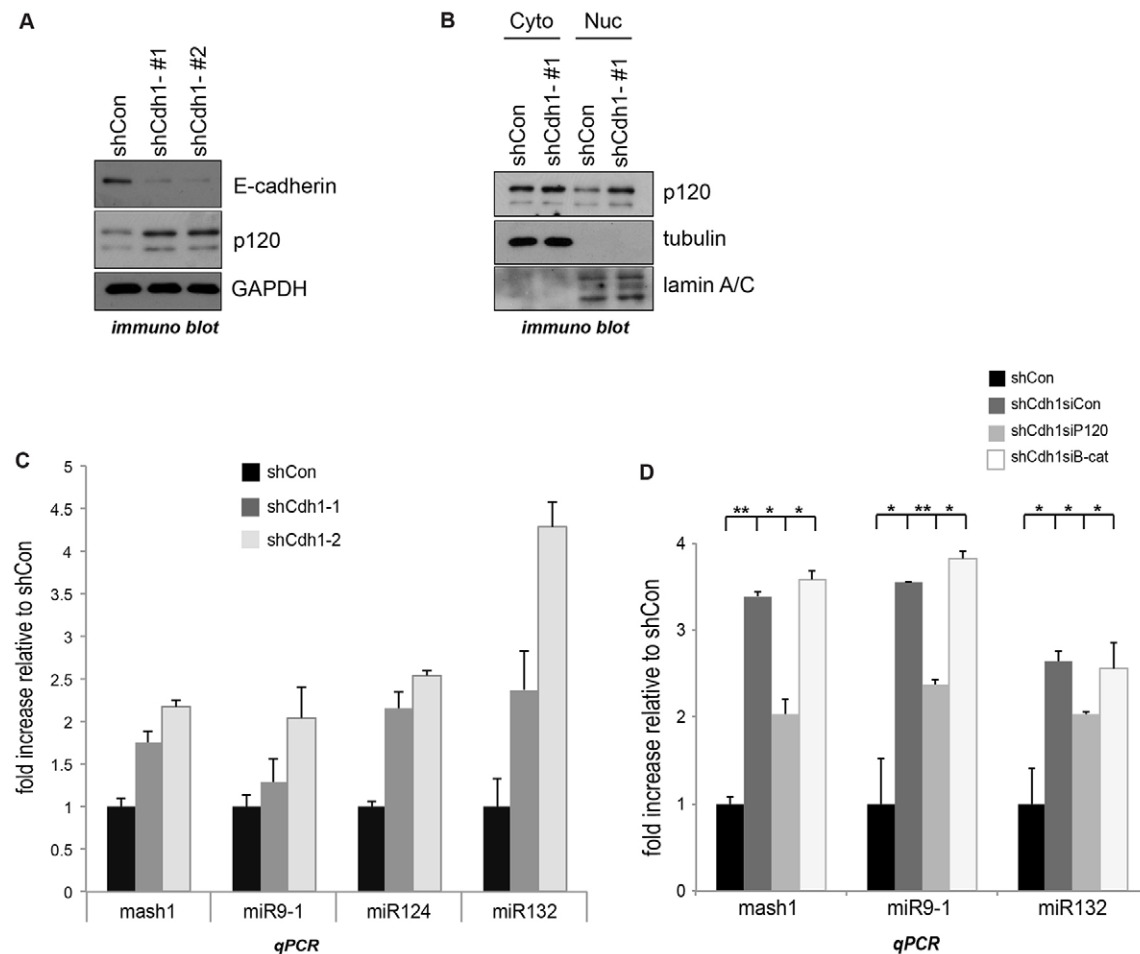 A
shCon
shCdh1- #1
shCdh1- #2
E-cadherin
p120
GAPDH
immuno blot
B
Cyto
Nuc
shCon
shCdh1- #1
shCon
shCdh1- #1
p120
tubulin
lamin A/C
immuno blot
C
shCon
shCdh1-1
shCdh1-2
fold increase relative to shCon
5
4.5
4
3.5
3
2.5
2
1.5
1
0.5
0
mash1
miR9-1
miR124
miR132
qPCR
D
shCon
shCdh1siCon
shCdh1siP120
shCdh1siB-cat
** * *
* ** *
* * *
fold increase relative to shCon
4
3
2
1
0
mash1
miR9-1
miR132
qPCR